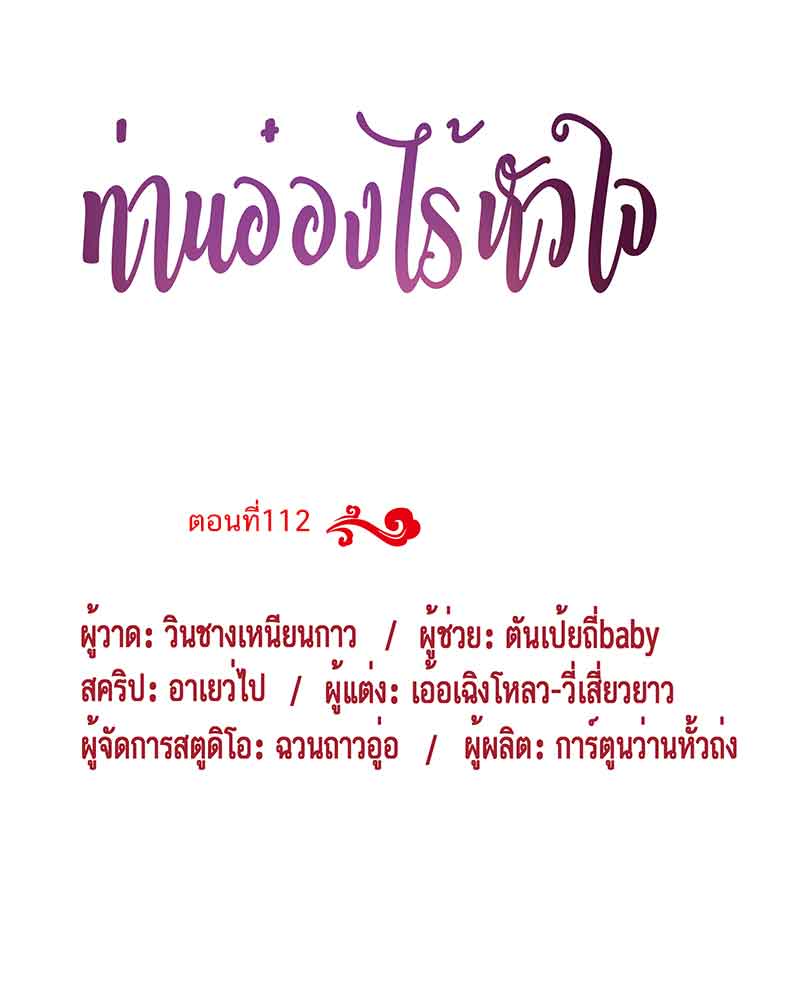 ท่านอ๋องไร้หัวใจ
ตอนที่112
ผู้วาด: วินชางเหนียนกาว / ผู้ช่วย: ตันเป้ยถี่baby
สคริป: อาเยว่ไป / ผู้แต่ง: เอ้อเฉิงโหลว-วี่เสี่ยวยาว
ผู้จัดการสตูดิโอ: ฉวนถาวอู่อ / ผู้ผลิต: การ์ตูนว่านหั้วถ่ง